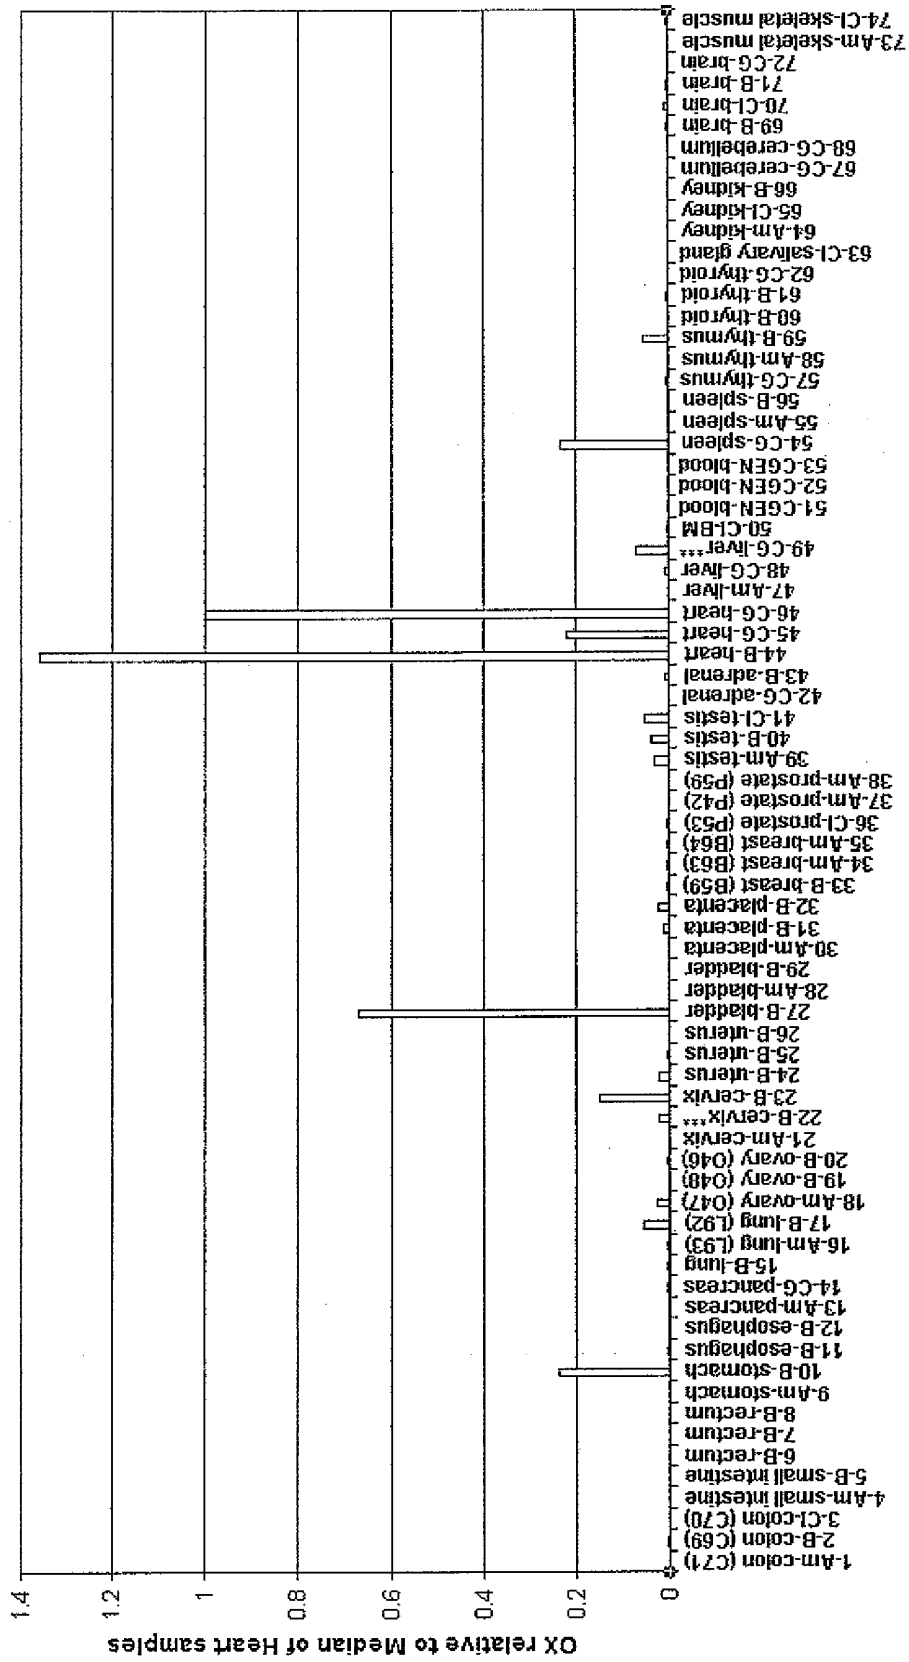 QX relative to Median of Heart samples
1.4
1.2
1
0.8
0.6
0.4
0.2
0
1-Am-colon (C71)
2-B-colon (C69)
3-Cl-colon (C70)
4-Am-small intestine
5-B-small intestine
6-B-rectum
7-B-rectum
8-B-rectum
9-Am-stomach
10-B-stomach
11-B-esophagus
12-B-esophagus
13-Am-pancreas
14-CG-pancreas
15-B-lung
16-Am-lung (L93)
17-B-lung (L92)
18-Am-ovary (O47)
19-B-ovary (O48)
20-B-ovary (O46)
21-Am-cervix
22-B-cervix***
23-B-cervix
24-B-uterus
25-B-uterus
26-B-uterus
27-B-bladder
28-Am-bladder
29-B-bladder
30-Am-placenta
31-B-placenta
32-B-placenta
33-B-breast (B59)
34-Am-breast (B63)
35-Am-breast (B64)
36-Cl-prostate (P53)
37-Am-prostate (P42)
38-Am-prostate (P59)
39-Am-testis
40-B-testis
41-Cl-testis
42-CG-adrenal
43-B-adrenal
44-B-heart
45-CG-heart
46-CG-heart
47-Am-liver
48-CG-liver
49-CG-liver***
50-Cl-BM
51-CGEN-blood
52-CGEN-blood
53-CGEN-blood
54-CG-spleen
55-Am-spleen
56-B-spleen
57-CG-thymus
58-Am-thymus
59-B-thymus
60-B-thyroid
61-B-thyroid
62-CG-thyroid
63-Cl-salivary gland
64-Am-kidney
65-Cl-kidney
66-B-kidney
67-CG-cerebellum
68-CG-cerebellum
69-B-brain
70-Cl-brain
71-B-brain
72-CG-brain
73-Am-skeletal muscle
74-Cl-skeletal muscle